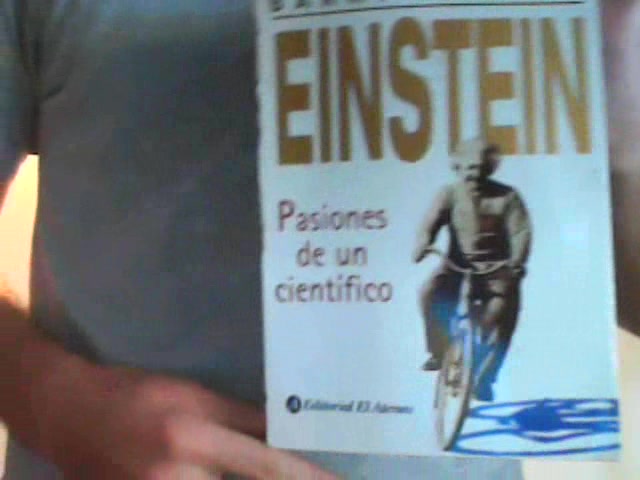 EINSTEIN
Pasiones
de un
científico
Editorial El Ateneo